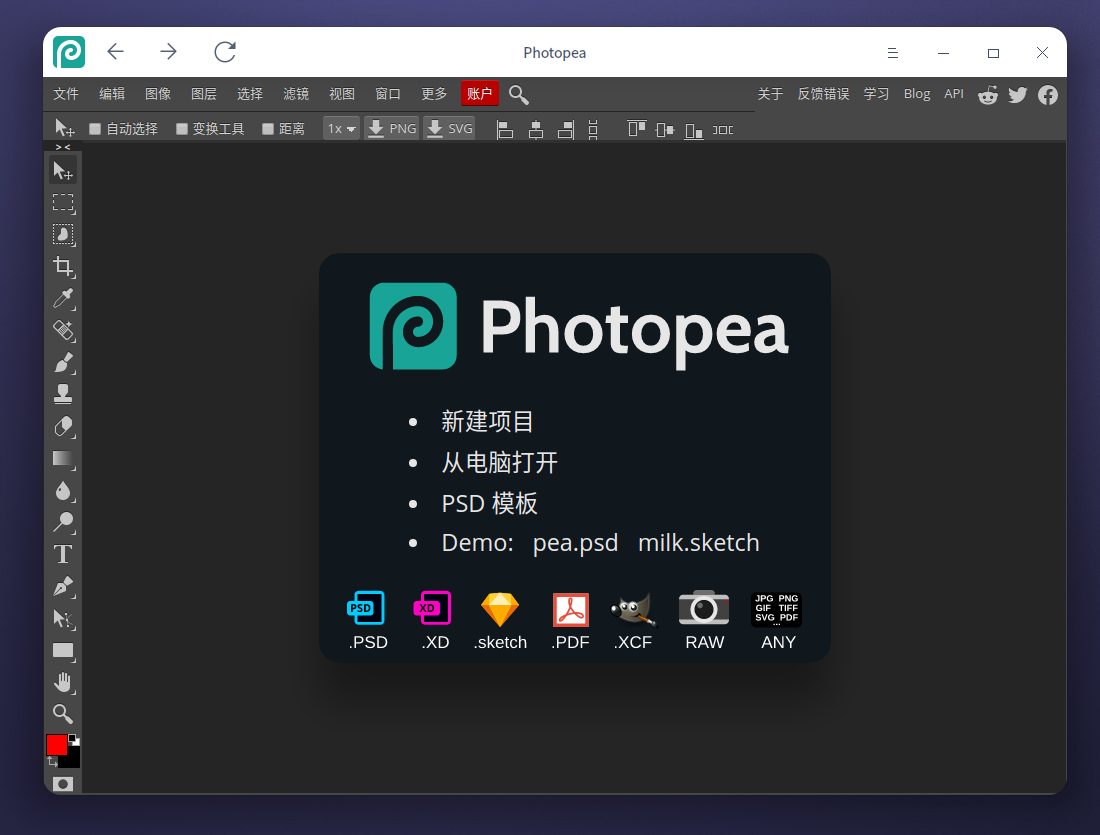 Photopea
文件 编辑 图像 图层 选择 滤镜 视图 窗口 更多 账户 关于 反馈错误 学习 Blog API
自动选择 变换工具 距离 1x PNG SVG
> <
Photopea
新建项目
从电脑打开
PSD 模板
Demo: pea.psd milk.sketch
PSD XD JPG PNG
GIF TIFF
SVG PDF
...
.PSD .XD .sketch .PDF .XCF RAW ANY